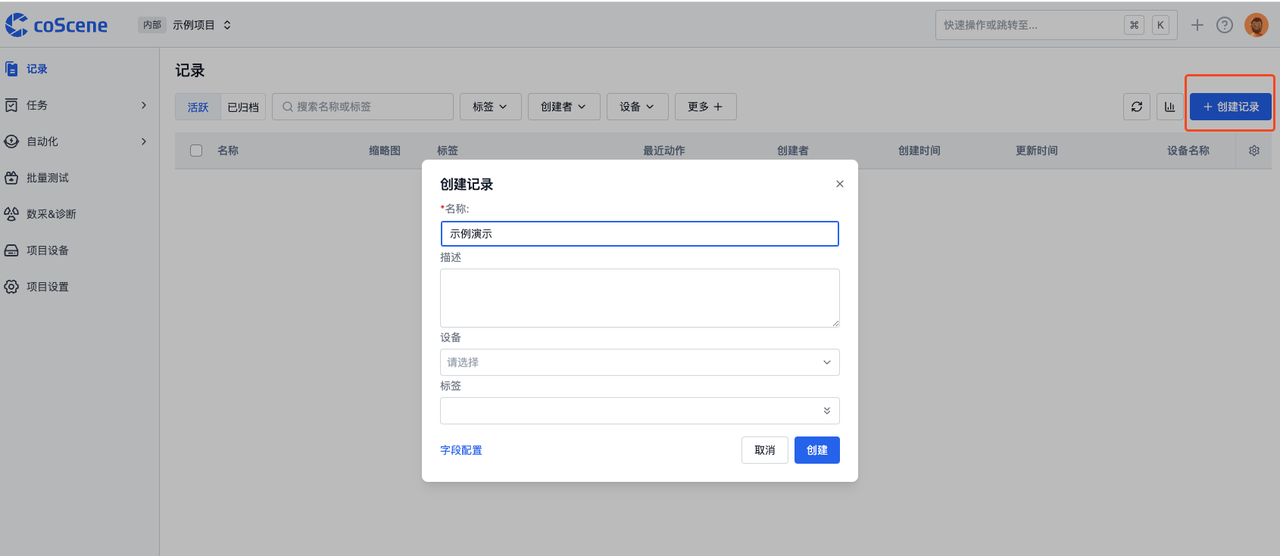 coScene 内部 示例项目 快速操作或跳转至... ⌘ K
记录
任务
自动化
批量测试
数采&诊断
项目设备
项目设置
记录
活跃 已归档 搜索名称或标签 标签 创建者 设备 更多 + + 创建记录
名称 缩略图 标签 最近动作 创建者 创建时间 更新时间 设备名称
创建记录
*名称:
示例演示
描述
设备
请选择
标签
字段配置 取消 创建